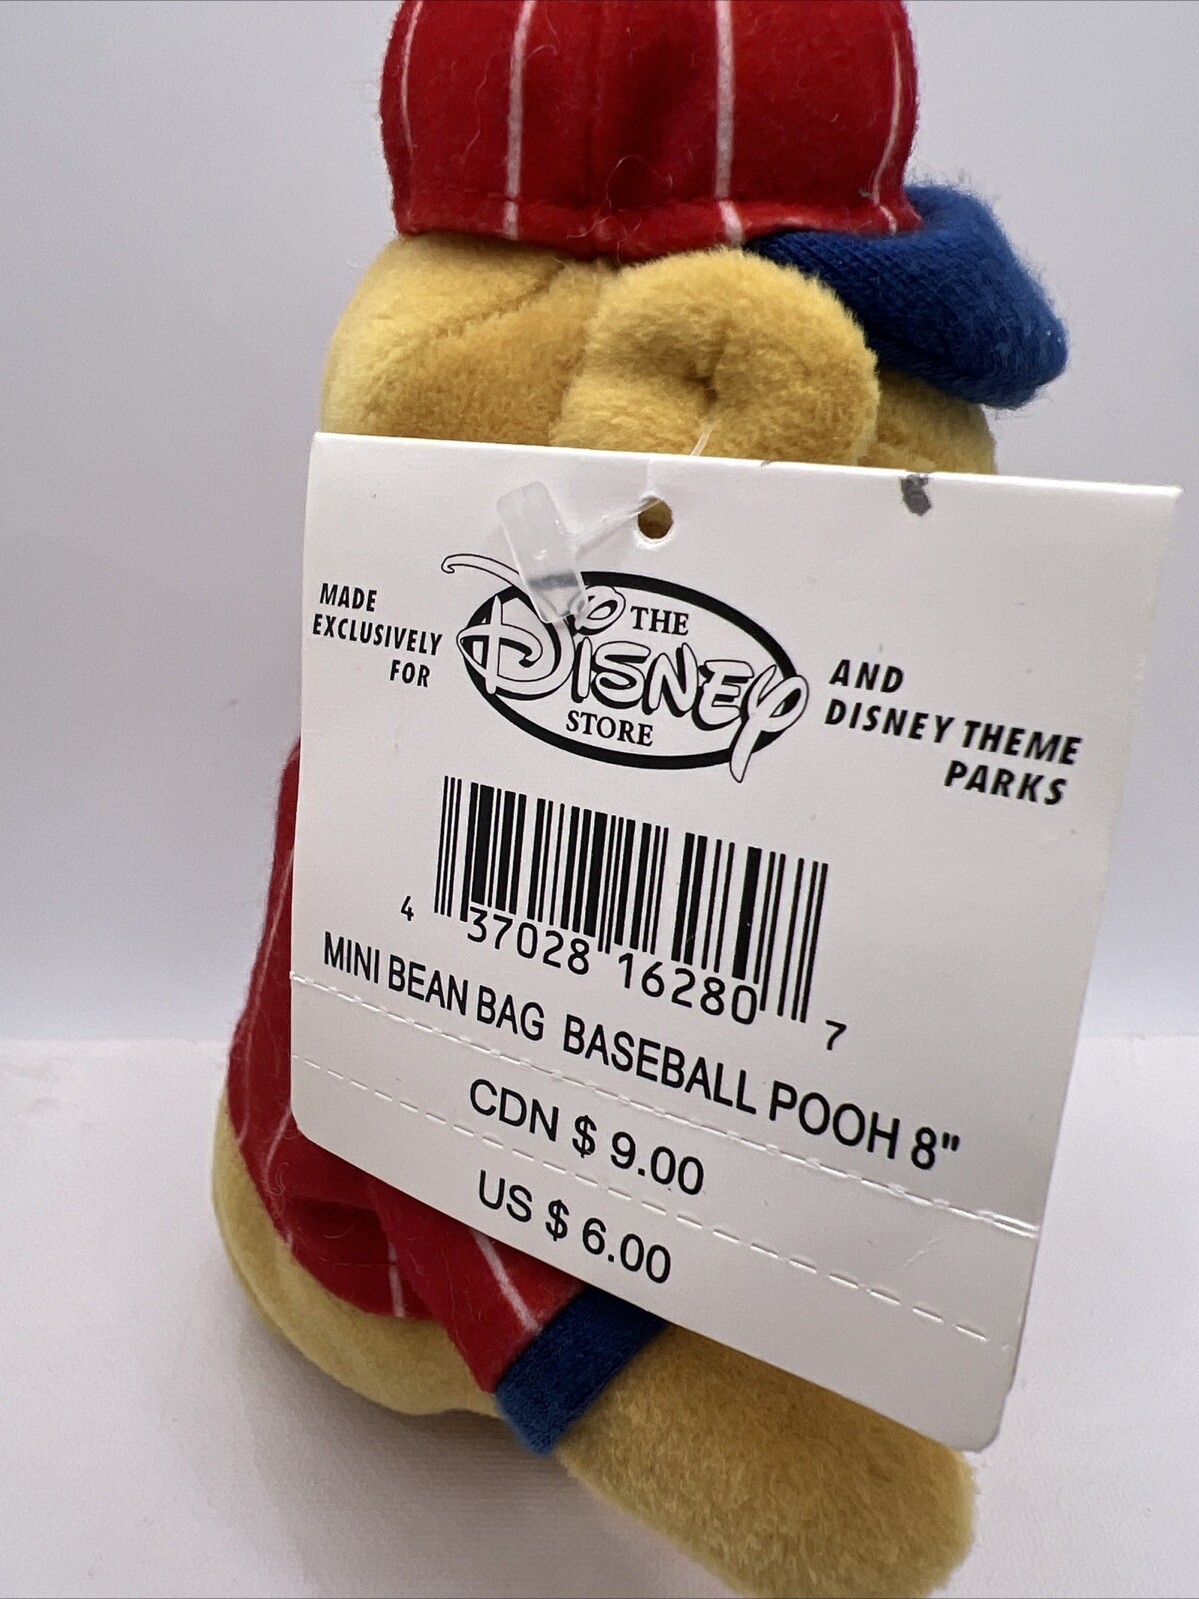 MADE
EXCLUSIVELY
FOR
THE
DISNEY
STORE
AND
DISNEY THEME
PARKS
4 37028 16280 7
MINI BEAN BAG BASEBALL POOH 8"
CDN $ 9.00
US $ 6.00